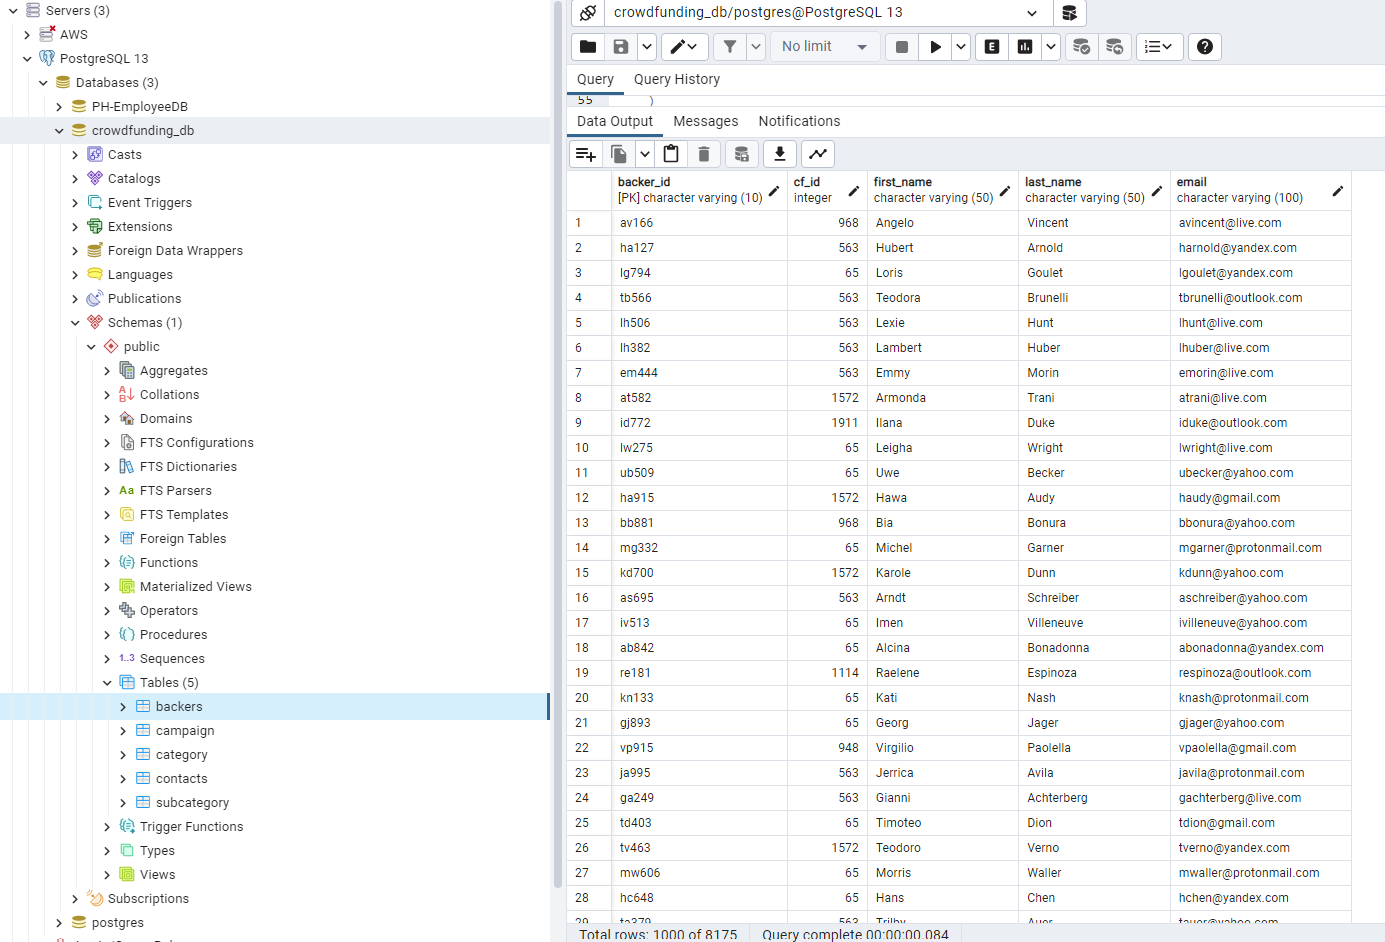 Servers (3)
AWS
PostgreSQL 13
Databases (3)
PH-EmployeeDB
crowdfunding_db
Casts
Catalogs
Event Triggers
Extensions
Foreign Data Wrappers
Languages
Publications
Schemas (1)
public
Aggregates
Collations
Domains
FTS Configurations
FTS Dictionaries
Aa FTS Parsers
FTS Templates
Foreign Tables
Functions
Materialized Views
Operators
Procedures
1..3 Sequences
Tables (5)
backers
campaign
category
contacts
subcategory
Trigger Functions
Types
Views
Subscriptions
postgres
crowdfunding_db/postgres@PostgreSQL 13
No limit
E
Query Query History
55 )
Data Output Messages Notifications
backer_id cf_id first_name last_name email
[PK] character varying (10) integer character varying (50) character varying (50) character varying (100)
1 av166 968 Angelo Vincent avincent@live.com
2 ha127 563 Hubert Arnold harnold@yandex.com
3 lg794 65 Loris Goulet lgoulet@yandex.com
4 tb566 563 Teodora Brunelli tbrunelli@outlook.com
5 lh506 563 Lexie Hunt lhunt@live.com
6 lh382 563 Lambert Huber lhuber@live.com
7 em444 563 Emmy Morin emorin@live.com
8 at582 1572 Armonda Trani atrani@live.com
9 id772 1911 Ilana Duke iduke@outlook.com
10 lw275 65 Leigha Wright lwright@live.com
11 ub509 65 Uwe Becker ubecker@yahoo.com
12 ha915 1572 Hawa Audy haudy@gmail.com
13 bb881 968 Bia Bonura bbonura@yahoo.com
14 mg332 65 Michel Garner mgarner@protonmail.com
15 kd700 1572 Karole Dunn kdunn@yahoo.com
16 as695 563 Arndt Schreiber aschreiber@yahoo.com
17 iv513 65 Imen Villeneuve ivilleneuve@yahoo.com
18 ab842 65 Alcina Bonadonna abonadonna@yandex.com
19 re181 1114 Raelene Espinoza respinoza@outlook.com
20 kn133 65 Kati Nash knash@protonmail.com
21 gj893 65 Georg Jager gjager@yahoo.com
22 vp915 948 Virgilio Paolella vpaolella@gmail.com
23 ja995 563 Jerrica Avila javila@protonmail.com
24 ga249 563 Gianni Achterberg gachterberg@live.com
25 td403 65 Timoteo Dion tdion@gmail.com
26 tv463 1572 Teodoro Verno tverno@yandex.com
27 mw606 65 Morris Waller mwaller@protonmail.com
28 hc648 65 Hans Chen hchen@yandex.com
29 ta379 563 Trilby Auer tauer@yahoo.com
Total rows: 1000 of 8175 Query complete 00:00:00.084